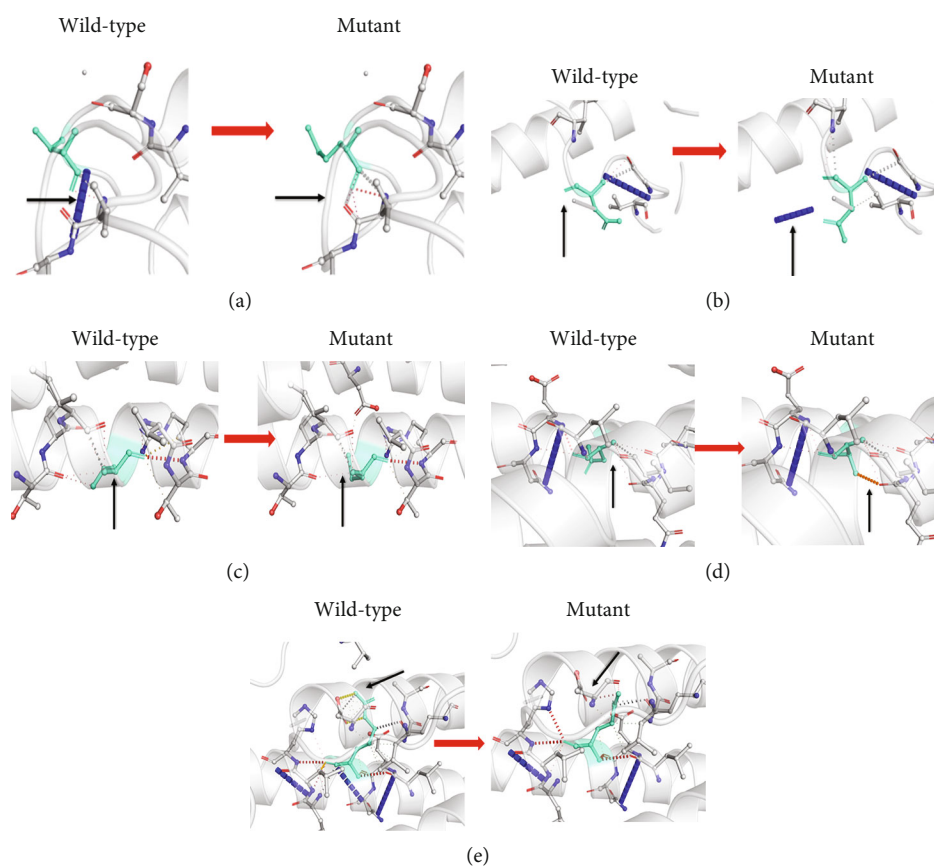 Wild-type
Mutant
(a)
Wild-type
Mutant
(b)
Wild-type
Mutant
(c)
Wild-type
Mutant
(d)
Wild-type
Mutant
(e)